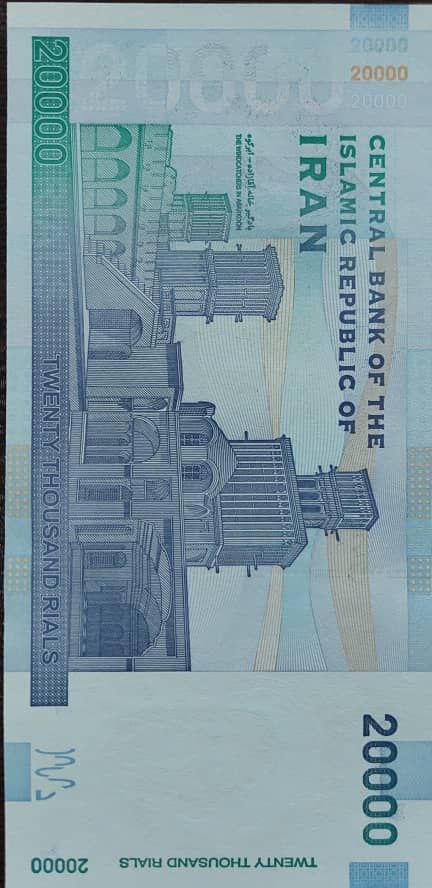 20000
20000
20000
CENTRAL BANK OF THE
ISLAMIC REPUBLIC OF
IRAN
20000
بادگیر خانه آقازاده - ابرکوه
THE WINDCATCHERS IN ABARKOOH
TWENTY THOUSAND RIALS
20000
20000
TWENTY THOUSAND RIALS